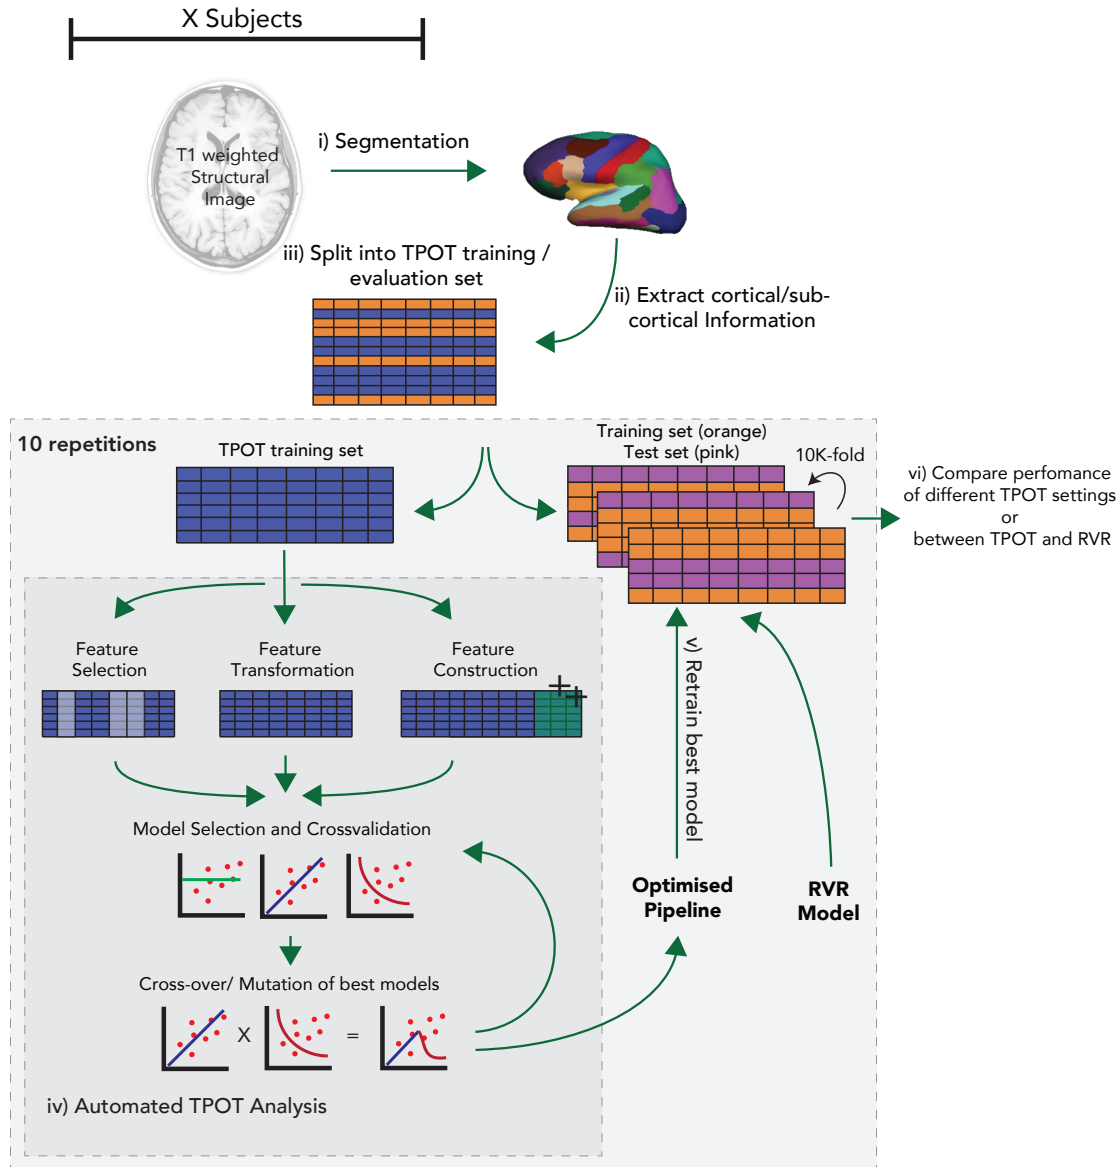 X Subjects
T1 weighted
Structural
Image
i) Segmentation
iii) Split into TPOT training /
evaluation set
ii) Extract cortical/sub-
cortical Information
10 repetitions
TPOT training set
Training set (orange)
Test set (pink)
10K-fold
vi) Compare perfomance
of different TPOT settings
or
between TPOT and RVR
Feature
Selection
Feature
Transformation
Feature
Construction
v) Retrain best model
Model Selection and Crossvalidation
Optimised
Pipeline
RVR
Model
Cross-over/ Mutation of best models
X
=
iv) Automated TPOT Analysis